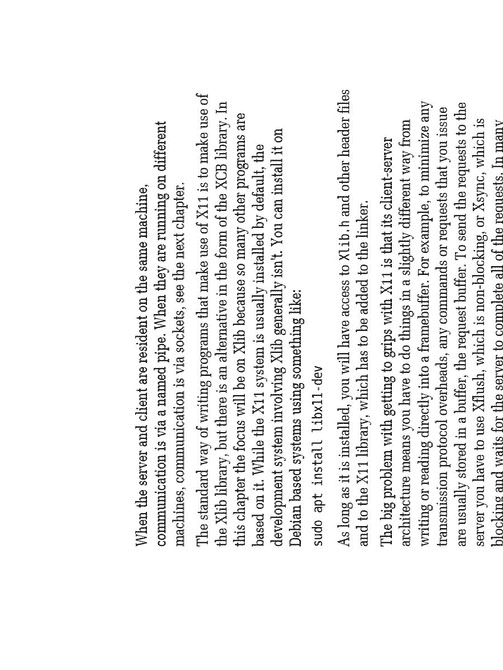 When the server and client are resident on the same machine,
communication is via a named pipe. When they are running on different
machines, communication is via sockets, see the next chapter.
The standard way of writing programs that make use of X11 is to make use of
the Xlib library, but there is an alternative in the form of the XCB library. In
this chapter the focus will be on Xlib because so many other programs are
based on it. While the X11 system is usually installed by default, the
development system involving Xlib generally isn't. You can install it on
Debian based systems using something like:
sudo apt install libx11-dev
As long as it is installed, you will have access to Xlib.h and other header files
and to the X11 library, which has to be added to the linker.
The big problem with getting to grips with X11 is that its client-server
architecture means you have to do things in a slightly different way from
writing or reading directly into a framebuffer. For example, to minimize any
transmission protocol overheads, any commands or requests that you issue
are usually stored in a buffer, the request buffer. To send the requests to the
server you have to use Xflush, which is non-blocking, or Xsync, which is
blocking and waits for the server to complete all of the requests. In many